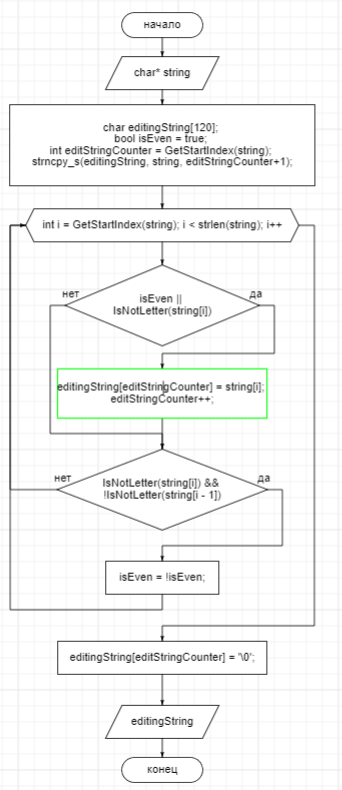 начало
char* string
char editingString[120];
bool isEven = true;
int editStringCounter = GetStartIndex(string);
strncpy_s(editingString, string, editStringCounter+1);
int i = GetStartIndex(string); i < strlen(string); i++
нет
да
isEven ||
IsNotLetter(string[i])
editingString[editStringCounter] = string[i];
editStringCounter++;
нет
да
IsNotLetter(string[i]) &&
!IsNotLetter(string[i - 1])
isEven = !isEven;
editingString[editStringCounter] = '\0';
editingString
конец